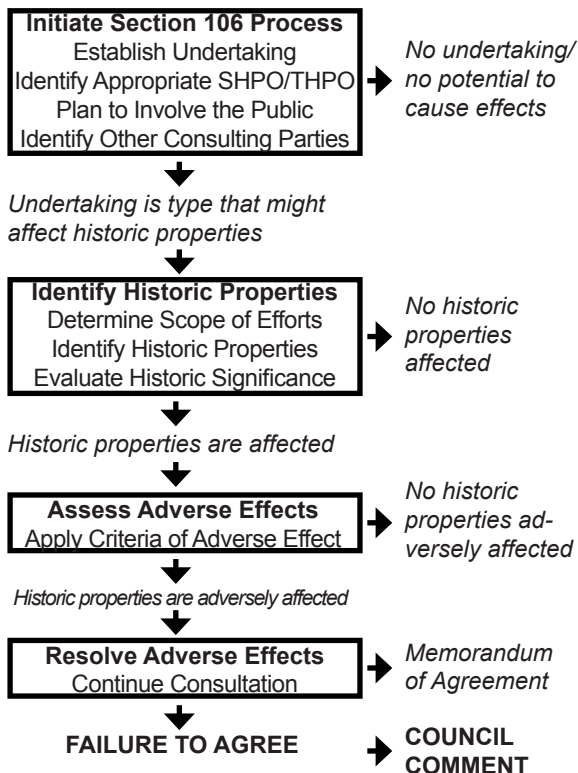 Initiate Section 106 Process
Establish Undertaking
Identify Appropriate SHPO/THPO
Plan to Involve the Public
Identify Other Consulting Parties
No undertaking/
no potential to
cause effects
Undertaking is type that might
affect historic properties
Identify Historic Properties
Determine Scope of Efforts
Identify Historic Properties
Evaluate Historic Significance
No historic
properties
affected
Historic properties are affected
Assess Adverse Effects
Apply Criteria of Adverse Effect
No historic
properties ad-
versely affected
Historic properties are adversely affected
Resolve Adverse Effects
Continue Consultation
Memorandum
of Agreement
FAILURE TO AGREE
COUNCIL
COMMENT